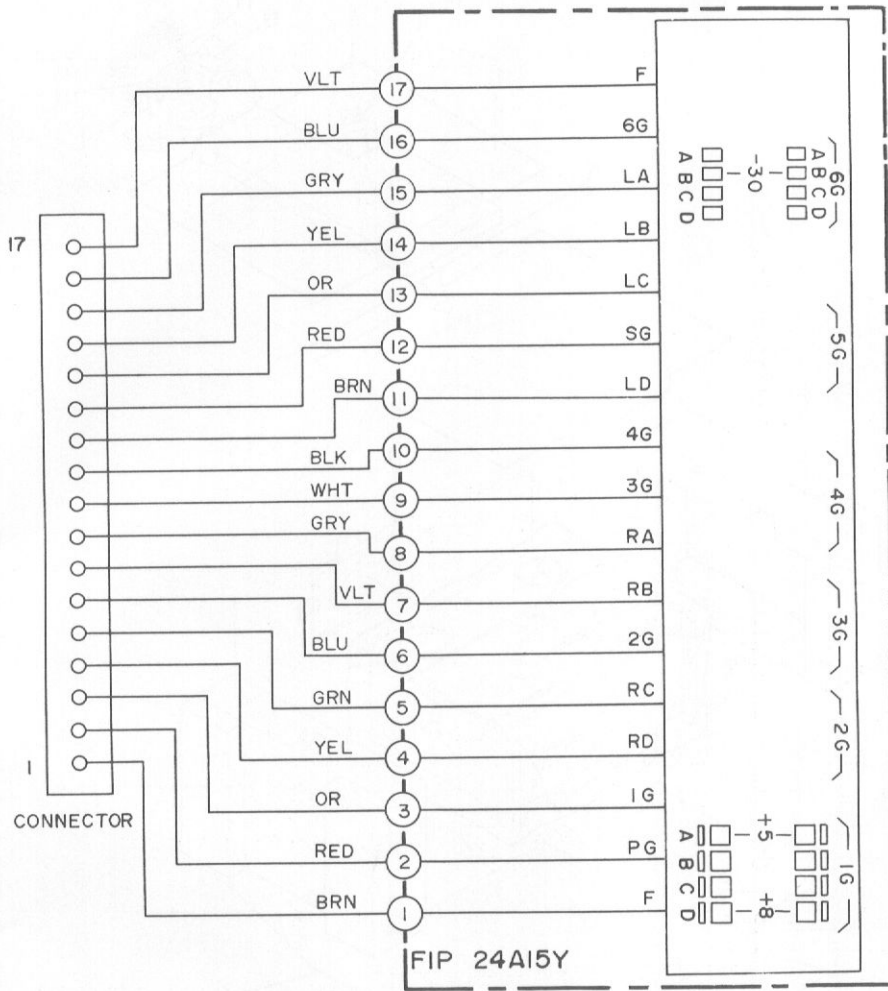 VLT 17 F
BLU 16 6G
GRY 15 LA
YEL 14 LB
OR 13 LC
RED 12 SG
BRN 11 LD
BLK 10 4G
WHT 9 3G
GRY 8 RA
VLT 7 RB
BLU 6 2G
GRN 5 RC
YEL 4 RD
OR 3 1G
RED 2 PG
BRN 1 F
17
1
CONNECTOR
6G
A B C D
-30
A B C D
5G
4G
3G
2G
1G
+5 +8
A B C D
FIP 24A15Y